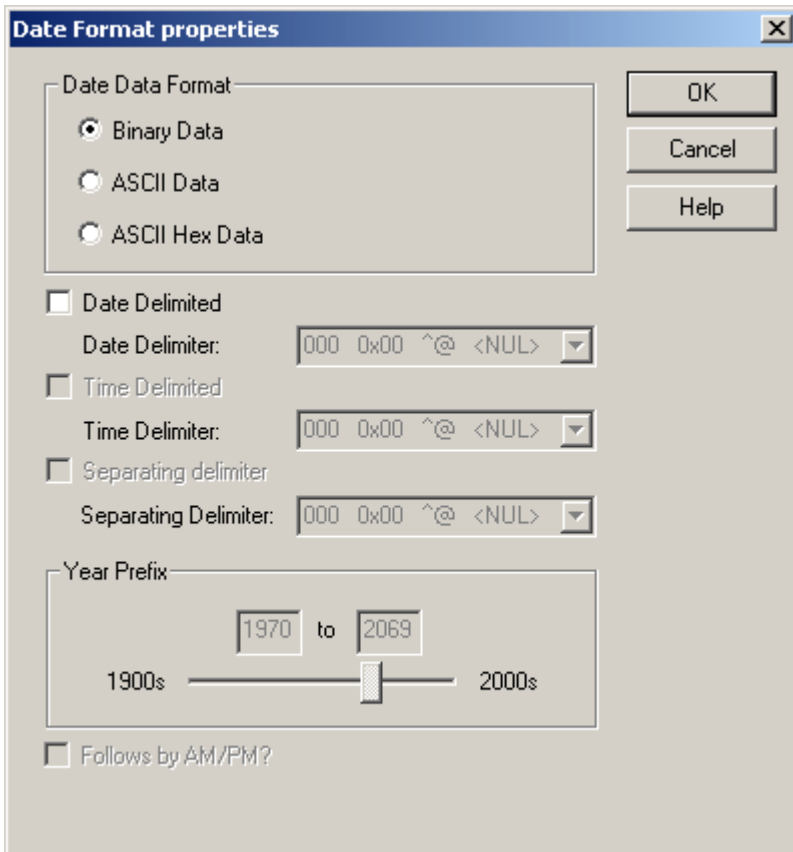 Date Format properties
Date Data Format
OK
Binary Data
Cancel
ASCII Data
Help
ASCII Hex Data
Date Delimited
Date Delimiter: 000 0x00 ^@ <NUL>
Time Delimited
Time Delimiter: 000 0x00 ^@ <NUL>
Separating delimiter
Separating Delimiter: 000 0x00 ^@ <NUL>
Year Prefix
1970 to 2069
1900s 2000s
Follows by AM/PM?